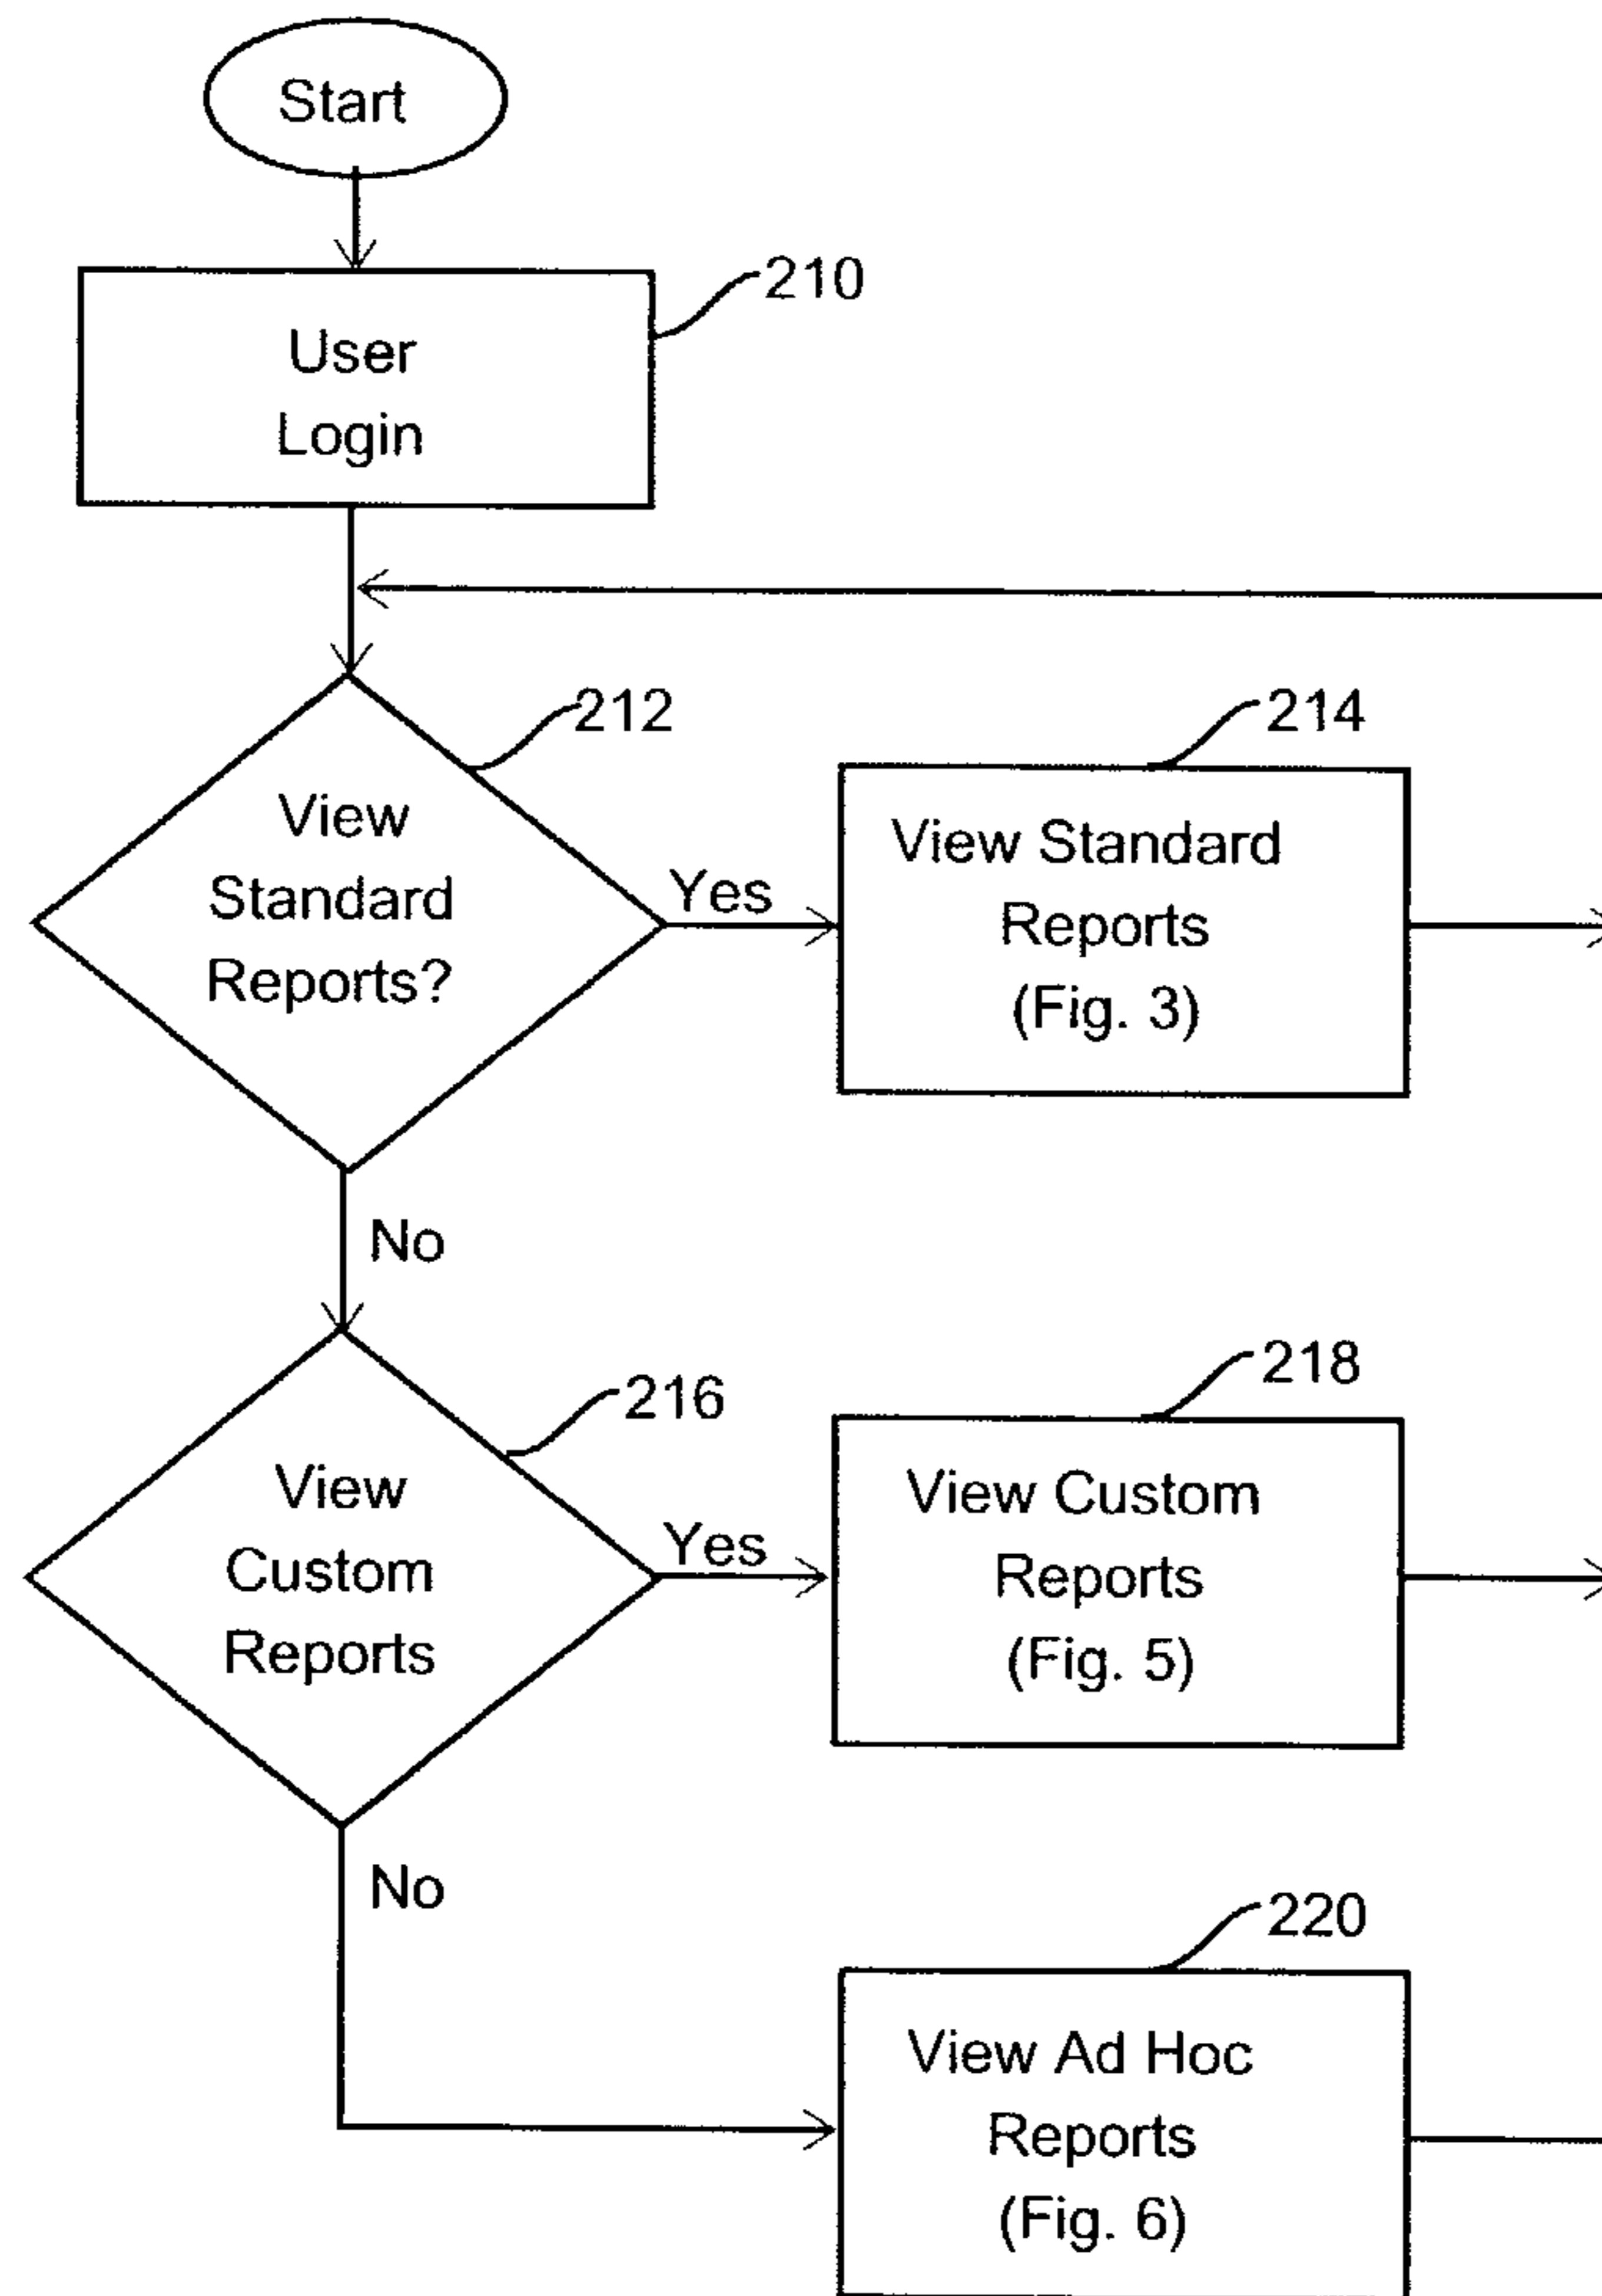 Start
210
User
Login
212
View
Standard
Reports?
Yes
214
View Standard
Reports
(Fig. 3)
No
216
View
Custom
Reports
Yes
218
View Custom
Reports
(Fig. 5)
No
220
View Ad Hoc
Reports
(Fig. 6)